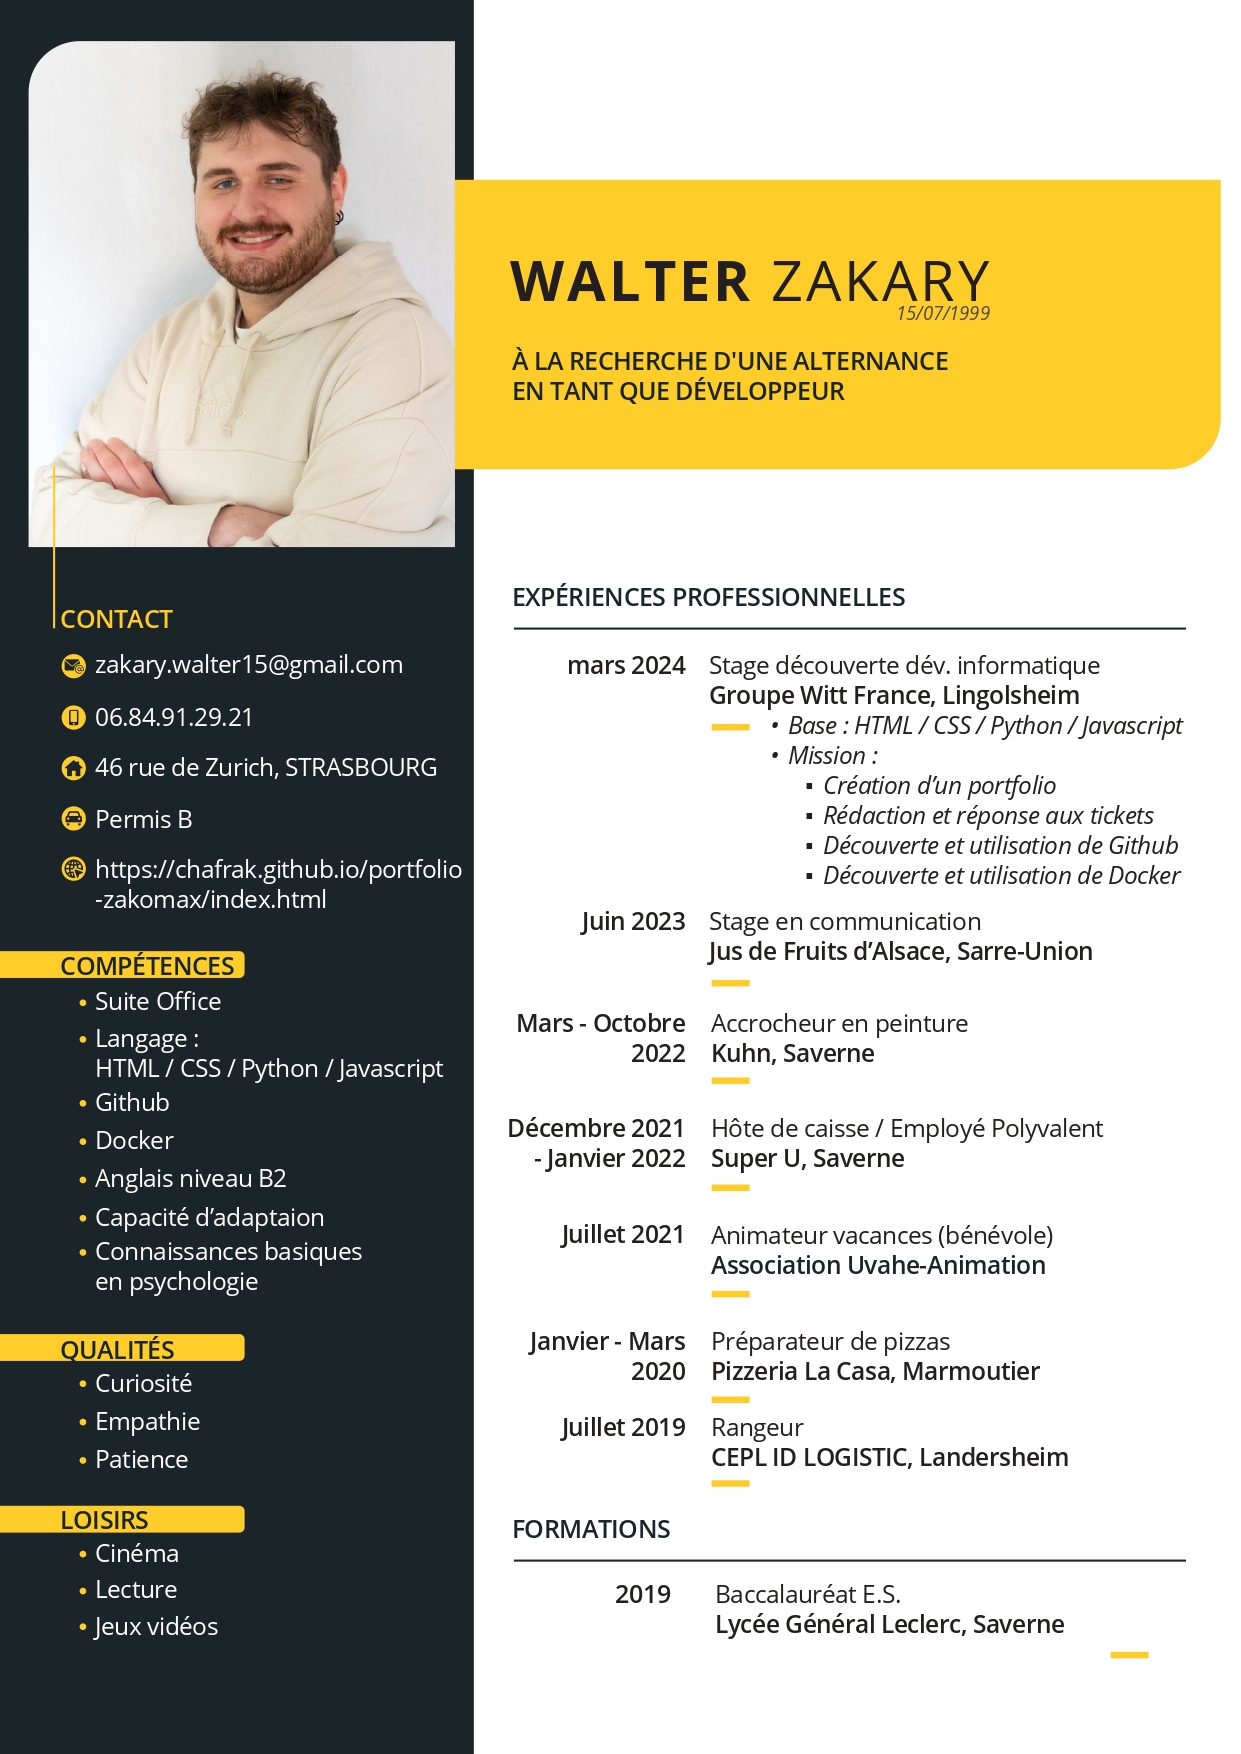 WALTER ZAKARY
15/07/1999
À LA RECHERCHE D'UNE ALTERNANCE
EN TANT QUE DÉVELOPPEUR
CONTACT
zakary.walter15@gmail.com
06.84.91.29.21
46 rue de Zurich, STRASBOURG
Permis B
https://chafrak.github.io/portfolio
-zakomax/index.html
COMPÉTENCES
• Suite Office
• Langage :
HTML / CSS / Python / Javascript
• Github
• Docker
• Anglais niveau B2
• Capacité d’adaptaion
• Connaissances basiques
en psychologie
QUALITÉS
• Curiosité
• Empathie
• Patience
LOISIRS
• Cinéma
• Lecture
• Jeux vidéos
EXPÉRIENCES PROFESSIONNELLES
mars 2024 Stage découverte dév. informatique
Groupe Witt France, Lingolsheim
• Base : HTML / CSS / Python / Javascript
• Mission :
▪ Création d’un portfolio
▪ Rédaction et réponse aux tickets
▪ Découverte et utilisation de Github
▪ Découverte et utilisation de Docker
Juin 2023 Stage en communication
Jus de Fruits d’Alsace, Sarre-Union
Mars - Octobre Accrocheur en peinture
2022 Kuhn, Saverne
Décembre 2021 Hôte de caisse / Employé Polyvalent
- Janvier 2022 Super U, Saverne
Juillet 2021 Animateur vacances (bénévole)
Association Uvahe-Animation
Janvier - Mars Préparateur de pizzas
2020 Pizzeria La Casa, Marmoutier
Juillet 2019 Rangeur
CEPL ID LOGISTIC, Landersheim
FORMATIONS
2019 Baccalauréat E.S.
Lycée Général Leclerc, Saverne